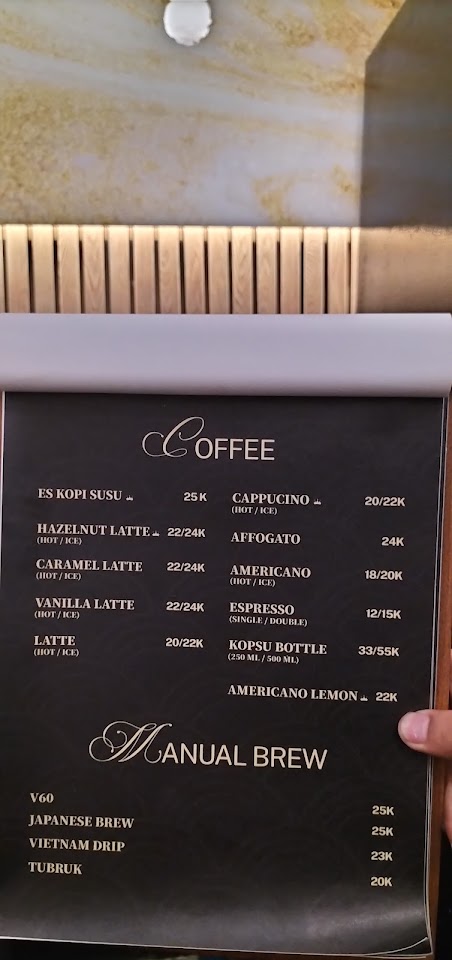 COFFEE
ES KOPI SUSU 25 K
HAZELNUT LATTE 22/24K
(HOT / ICE)
CARAMEL LATTE 22/24K
(HOT / ICE)
VANILLA LATTE 22/24K
(HOT / ICE)
LATTE 20/22K
(HOT / ICE)
CAPPUCINO 20/22K
(HOT / ICE)
AFFOGATO 24K
AMERICANO 18/20K
(HOT / ICE)
ESPRESSO 12/15K
(SINGLE / DOUBLE)
KOPSU BOTTLE 33/55K
(250 ML / 500 ML)
AMERICANO LEMON 22K
MANUAL BREW
V60 25K
JAPANESE BREW 25K
VIETNAM DRIP 23K
TUBRUK 20K